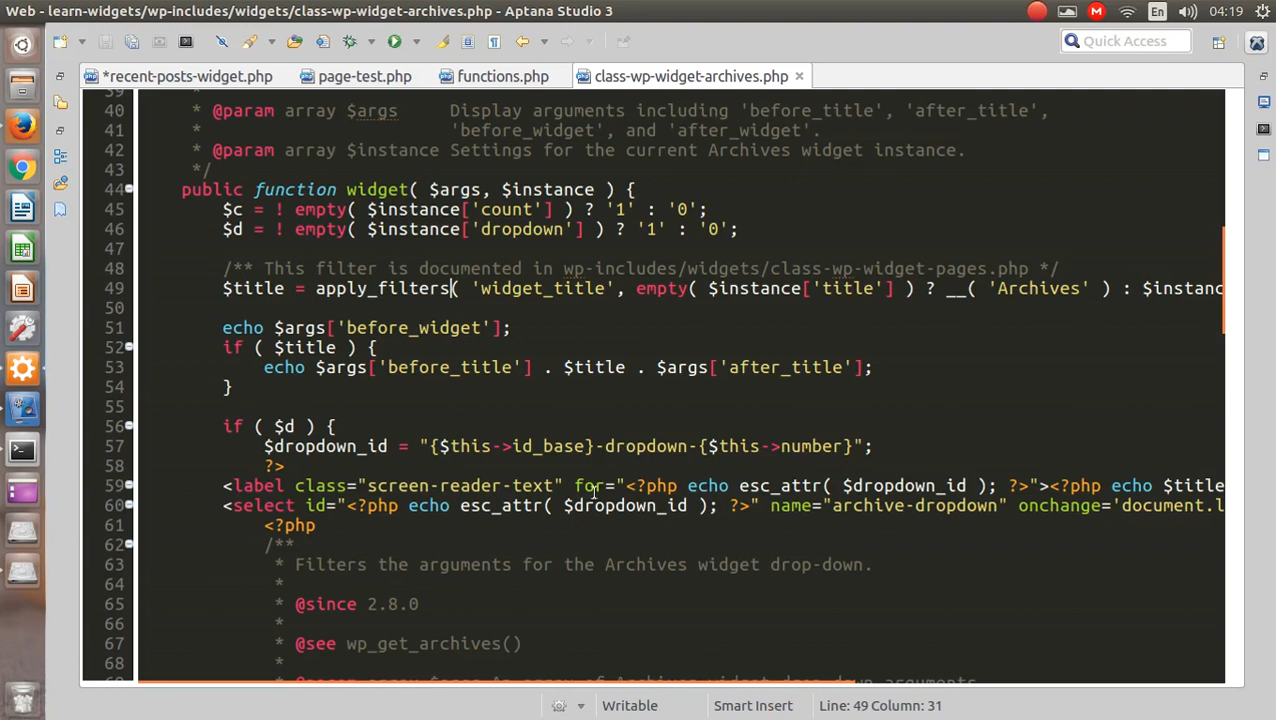 Web - learn-widgets/wp-includes/widgets/class-wp-widget-archives.php - Aptana Studio 3
En
04:19
Quick Access
*recent-posts-widget.php
page-test.php
functions.php
class-wp-widget-archives.php
39 *
40 * @param array $args Display arguments including 'before_title', 'after_title',
41 * 'before_widget', and 'after_widget'.
42 * @param array $instance Settings for the current Archives widget instance.
43 */
44 public function widget( $args, $instance ) {
45 $c = ! empty( $instance['count'] ) ? '1' : '0';
46 $d = ! empty( $instance['dropdown'] ) ? '1' : '0';
47
48 /** This filter is documented in wp-includes/widgets/class-wp-widget-pages.php */
49 $title = apply_filters( 'widget_title', empty( $instance['title'] ) ? __( 'Archives' ) : $instanc
50
51 echo $args['before_widget'];
52 if ( $title ) {
53 echo $args['before_title'] . $title . $args['after_title'];
54 }
55
56 if ( $d ) {
57 $dropdown_id = "{$this->id_base}-dropdown-{$this->number}";
58 ?>
59 <label class="screen-reader-text" for="<?php echo esc_attr( $dropdown_id ); ?>"><?php echo $title
60 <select id="<?php echo esc_attr( $dropdown_id ); ?>" name="archive-dropdown" onchange='document.l
61 <?php
62 /**
63 * Filters the arguments for the Archives widget drop-down.
64 *
65 * @since 2.8.0
66 *
67 * @see wp_get_archives()
68 *
Writable
Smart Insert
Line: 49 Column: 31